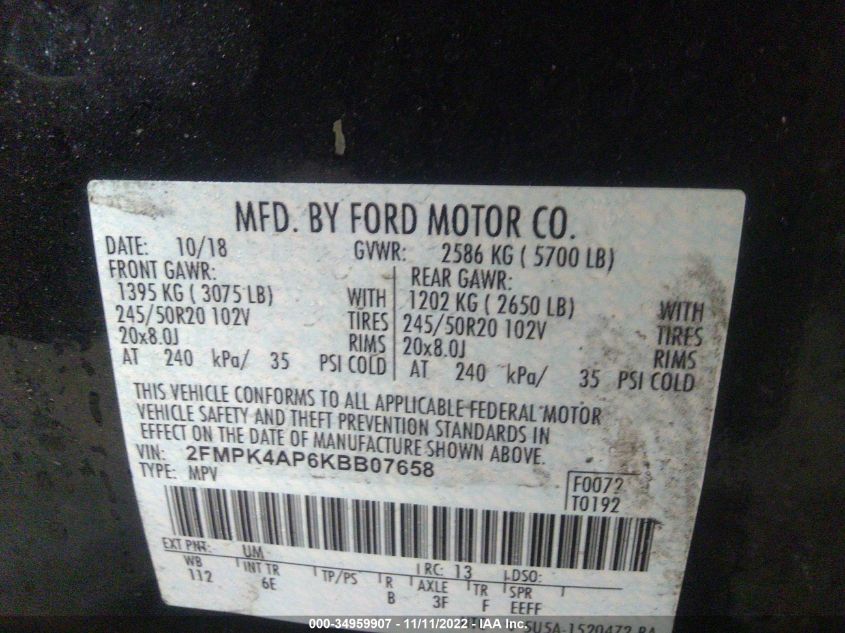 MFD. BY FORD MOTOR CO.
DATE: 10/18 GVWR: 2586 KG ( 5700 LB)
FRONT GAWR: REAR GAWR:
1395 KG ( 3075 LB) WITH 1202 KG ( 2650 LB) WITH
245/50R20 102V TIRES 245/50R20 102V TIRES
20x8.0J RIMS 20x8.0J RIMS
AT 240 kPa/ 35 PSI COLD AT 240 kPa/ 35 PSI COLD
THIS VEHICLE CONFORMS TO ALL APPLICABLE FEDERAL MOTOR
VEHICLE SAFETY AND THEFT PREVENTION STANDARDS IN
EFFECT ON THE DATE OF MANUFACTURE SHOWN ABOVE.
VIN: 2FMPK4AP6KBB07658
TYPE: MPV
F0072
T0192
EXT PNT: UM RC: 13 DSO:
WB INT TR TP/PS R AXLE TR SPR
112 6E B 3F F EEFF
5U5A-1520472-BA
000-34959907 - 11/11/2022 - IAA Inc.